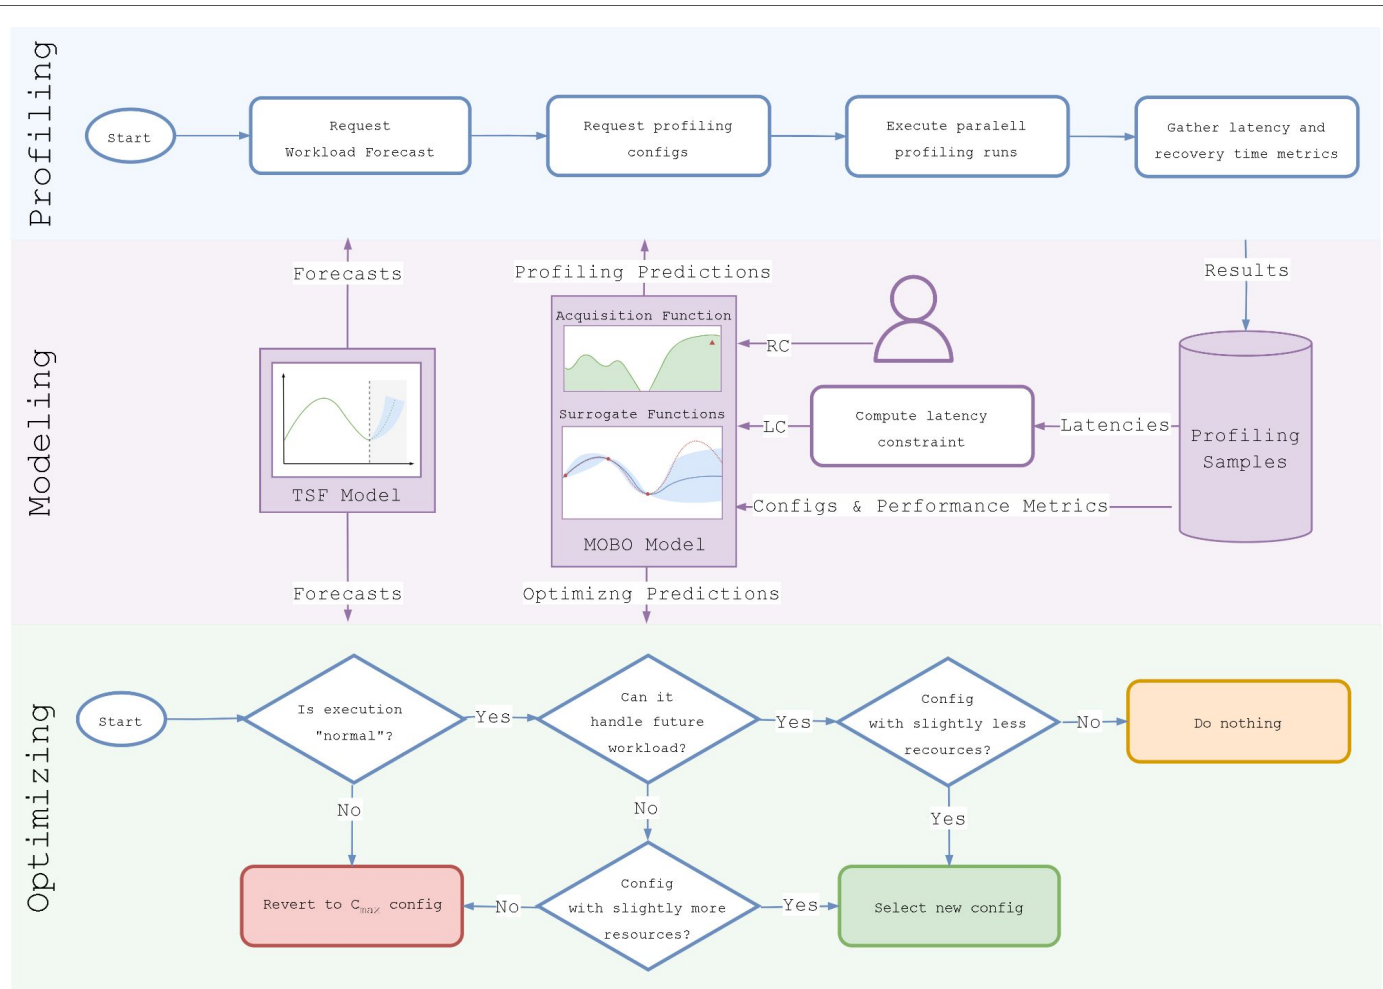 Profiling
Start
Request
Workload Forecast
Request profiling
configs
Execute paralell
profiling runs
Gather latency and
recovery time metrics
Modeling
Forecasts
Profiling Predictions
Results
Acquisition Function
RC
Surrogate Functions
LC
Compute latency
constraint
Latencies
Profiling
Samples
TSF Model
Configs & Performance Metrics
MOBO Model
Forecasts
Optimizng Predictions
Optimizing
Start
Is execution
"normal"?
Yes
Can it
handle future
workload?
Yes
Config
with slightly less
recources?
No
Do nothing
No
No
Yes
Revert to Cmax config
No
Config
with slightly more
resources?
Yes
Select new config